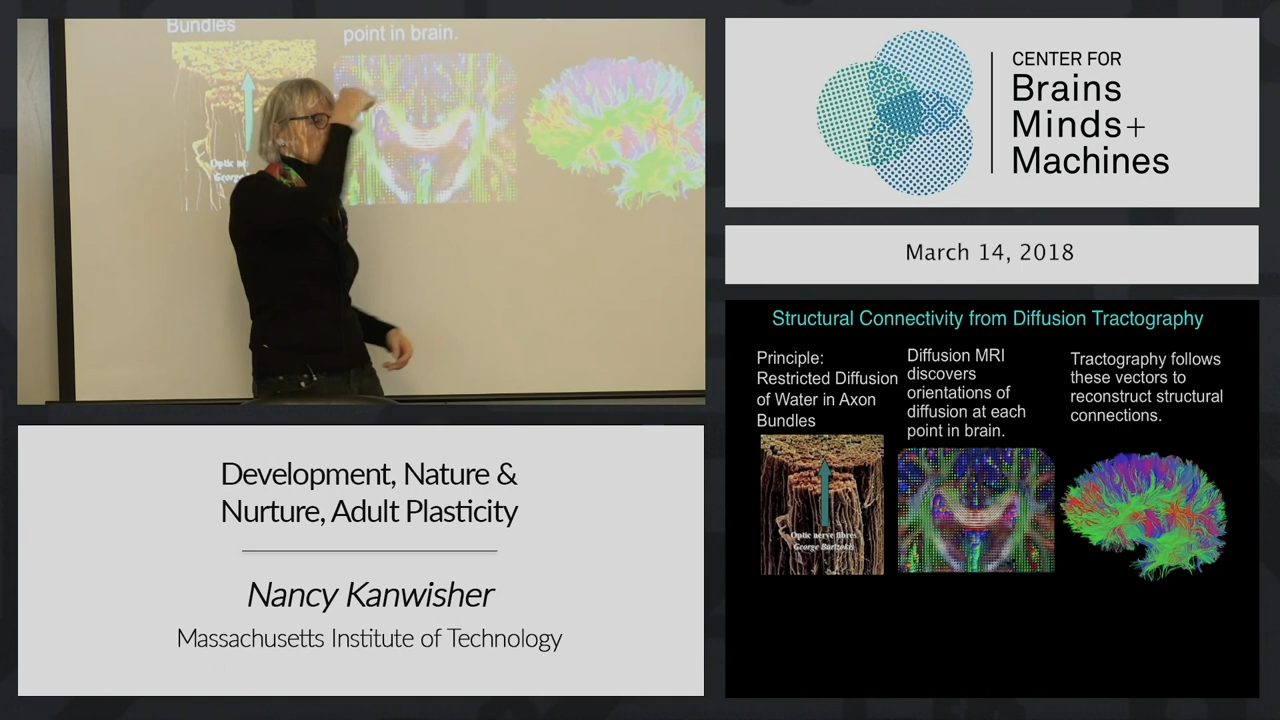 Bundles
point in brain.
Optic ne
George
CENTER FOR
Brains
Minds+
Machines
March 14, 2018
Structural Connectivity from Diffusion Tractography
Principle:
Restricted Diffusion
of Water in Axon
Bundles
Diffusion MRI
discovers
orientations of
diffusion at each
point in brain.
Tractography follows
these vectors to
reconstruct structural
connections.
Optic nerve fibres
George Bartzokis
Development, Nature &
Nurture, Adult Plasticity
Nancy Kanwisher
Massachusetts Institute of Technology